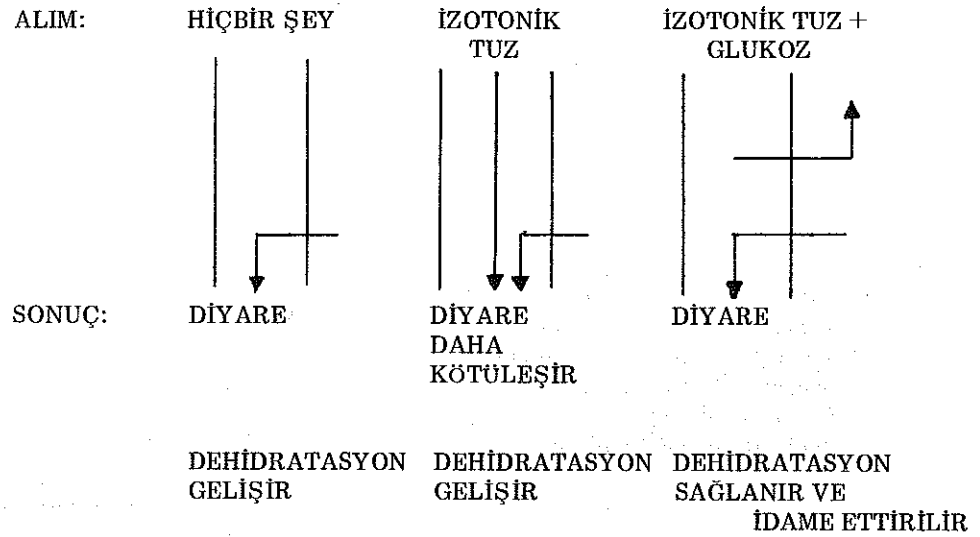 ALIM: HİÇBİR ŞEY İZOTONİK İZOTONİK TUZ +
TUZ GLUKOZ
SONUÇ: DİYARE DİYARE DİYARE
DAHA
KÖTÜLEŞİR
DEHİDRATASYON DEHİDRATASYON DEHİDRATASYON
GELİŞİR GELİŞİR SAĞLANIR VE
İDAME ETTİRİLİR